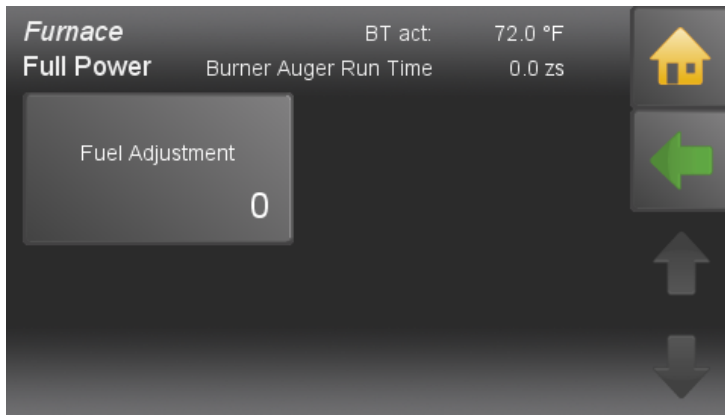 Furnace BT act: 72.0 °F
Full Power Burner Auger Run Time 0.0 zs
Fuel Adjustment
0